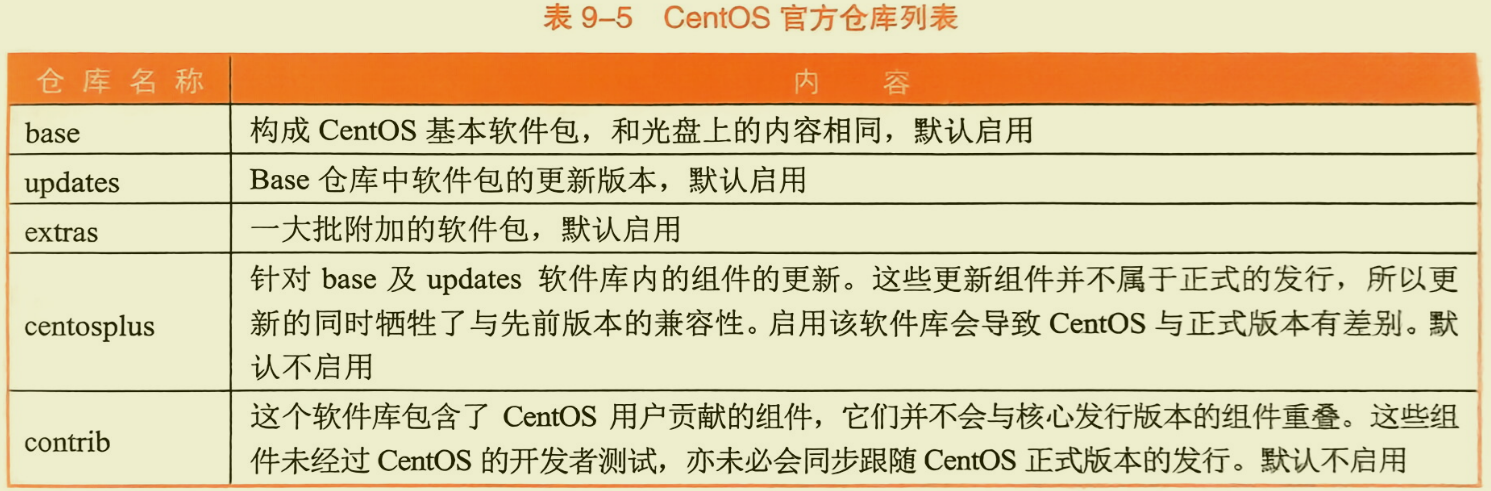 表 9–5 CentOS 官方仓库列表
仓库名称 内容
base 构成 CentOS 基本软件包，和光盘上的内容相同，默认启用
updates Base 仓库中软件包的更新版本，默认启用
extras 一大批附加的软件包，默认启用
针对 base 及 updates 软件库内的组件的更新。这些更新组件并不属于正式的发行，所以更
centosplus 新的同时牺牲了与先前版本的兼容性。启用该软件库会导致 CentOS 与正式版本有差别。默
认不启用
contrib 这个软件库包含了 CentOS 用户贡献的组件，它们并不会与核心发行版本的组件重叠。这些组
件未经过 CentOS 的开发者测试，亦未必会同步跟随 CentOS 正式版本的发行。默认不启用